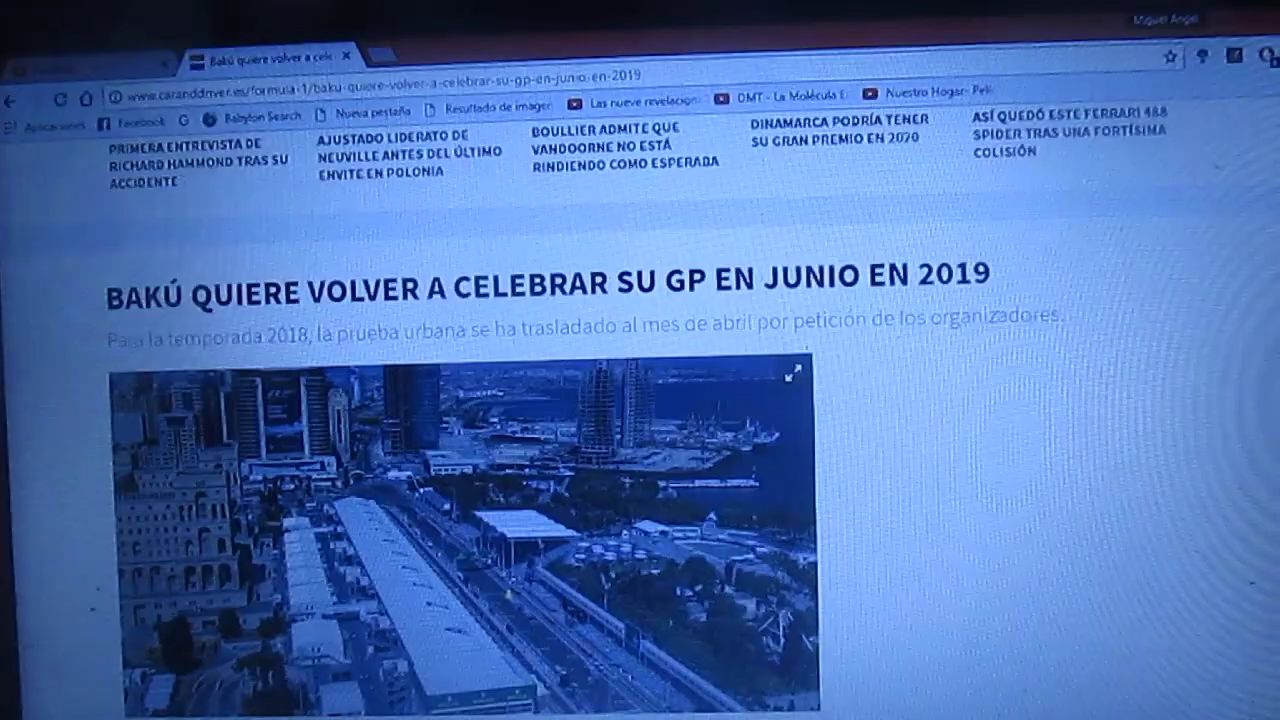 Miguel Angel
Bakú quiere volver a cele
www.caranddriver.es/formula-1/baku-quiere-volver-a-celebrar-su-gp-en-junio-en-2019
Aplicaciones Facebook G Babylon Search Nueva pestaña Resultado de imagen Las nueve revelacion DMT - La Molécula E Nuestro Hogar- Peli
PRIMERA ENTREVISTA DE
RICHARD HAMMOND TRAS SU
ACCIDENTE
AJUSTADO LIDERATO DE
NEUVILLE ANTES DEL ÚLTIMO
ENVITE EN POLONIA
BOULLIER ADMITE QUE
VANDOORNE NO ESTÁ
RINDIENDO COMO ESPERABA
DINAMARCA PODRÍA TENER
SU GRAN PREMIO EN 2020
ASÍ QUEDÓ ESTE FERRARI 488
SPIDER TRAS UNA FORTÍSIMA
COLISIÓN
BAKÚ QUIERE VOLVER A CELEBRAR SU GP EN JUNIO EN 2019
Para la temporada 2018, la prueba urbana se ha trasladado al mes de abril por petición de los organizadores.